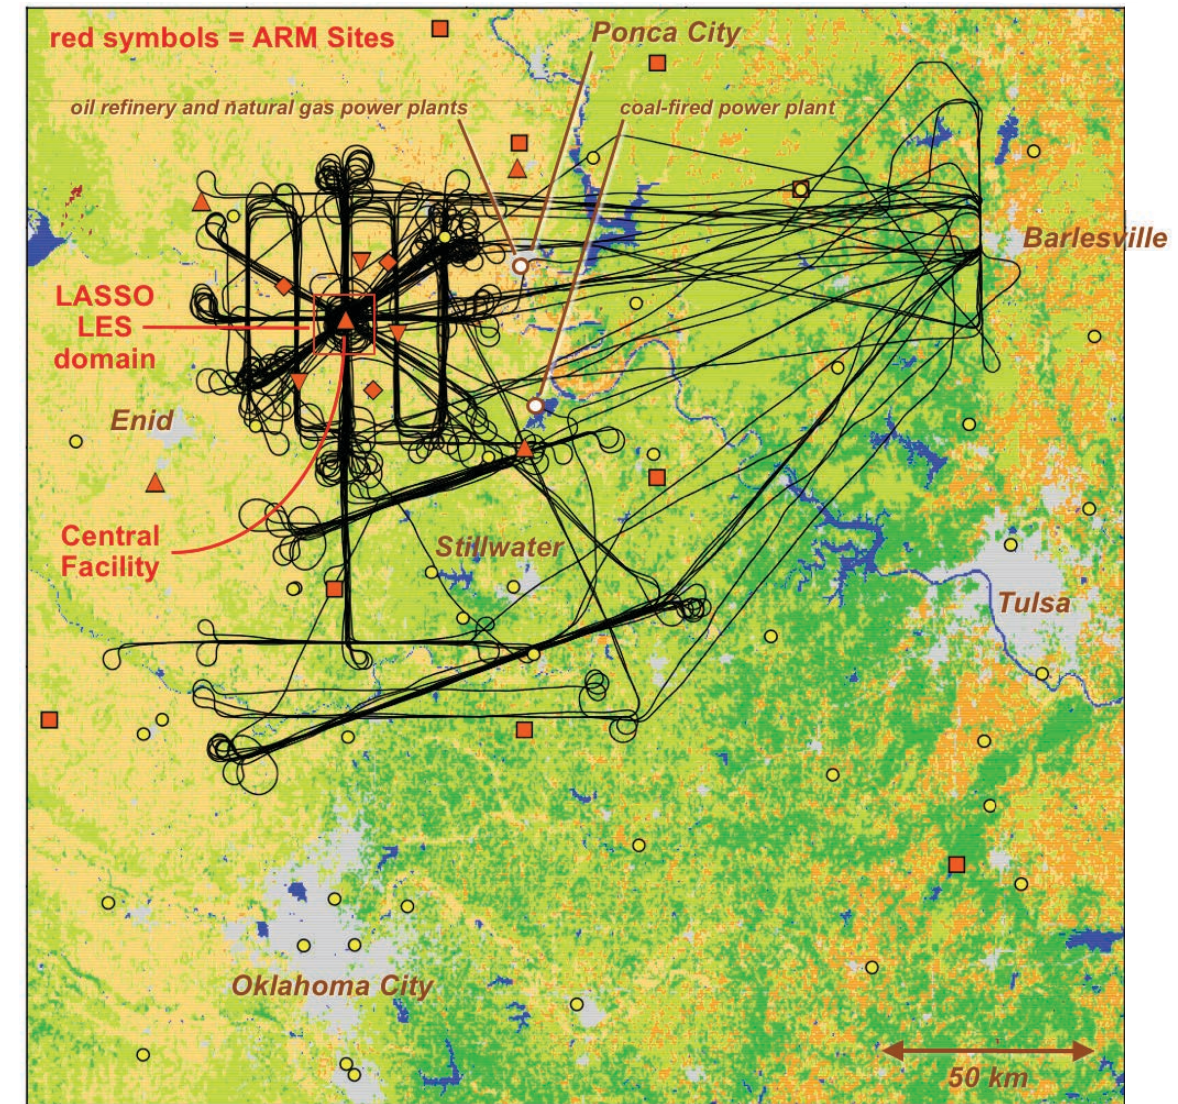 red symbols = ARM Sites
Ponca City
oil refinery and natural gas power plants
coal-fired power plant
Barlesville
LASSO
LES
domain
Enid
Central
Facility
Stillwater
Tulsa
Oklahoma City
50 km